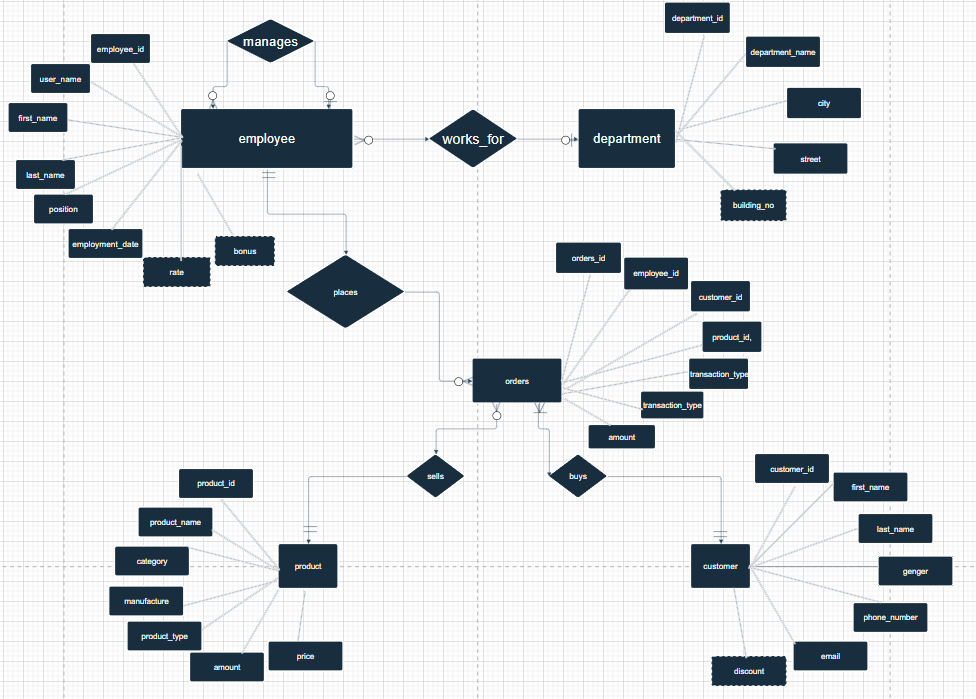 department_id
manages
employee_id
department_name
user_name
city
first_name
employee
works_for
department
street
last_name
building_no
position
employment_date
bonus
rate
orders_id
employee_id
places
customer_id
product_id,
transaction_type
orders
transaction_type
amount
customer_id
product_id
sells
buys
first_name
product_name
last_name
category
product
customer
genger
manufacture
phone_number
product_type
price
email
amount
discount